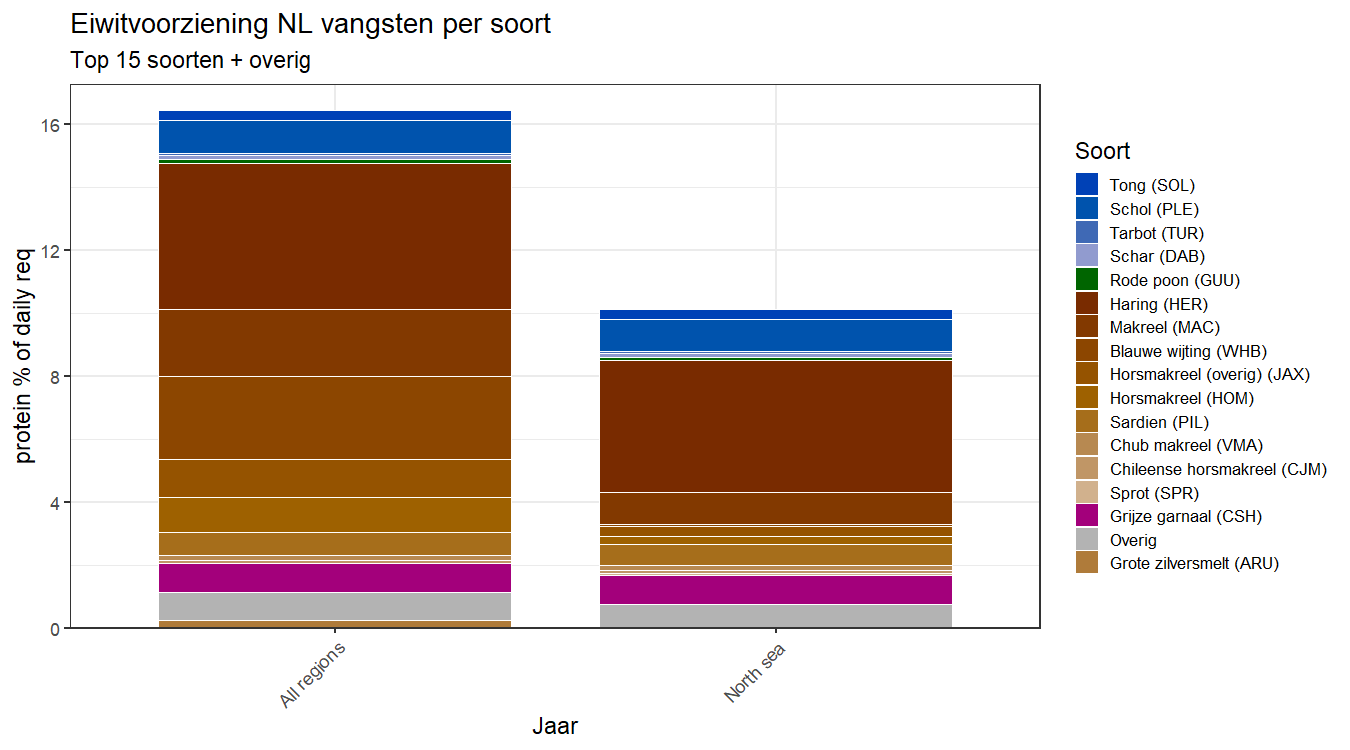 Eiwitvoorziening NL vangsten per soort
Top 15 soorten + overig
protein % of daily req
16
12
8
4
0
All regions
North sea
Jaar
Soort
Tong (SOL)
Schol (PLE)
Tarbot (TUR)
Schar (DAB)
Rode poon (GUU)
Haring (HER)
Makreel (MAC)
Blauwe wijting (WHB)
Horsmakreel (overig) (JAX)
Horsmakreel (HOM)
Sardien (PIL)
Chub makreel (VMA)
Chileense horsmakreel (CJM)
Sprot (SPR)
Grijze garnaal (CSH)
Overig
Grote zilversmelt (ARU)